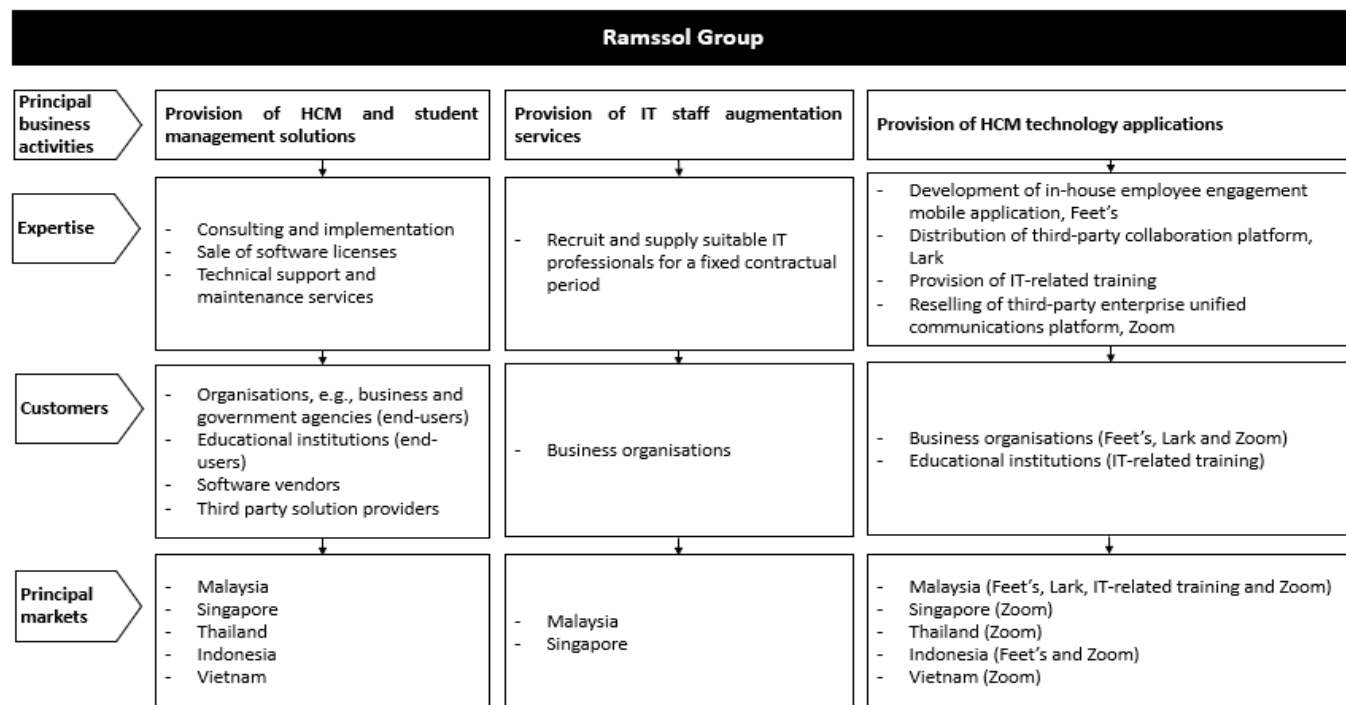 Ramssol Group
Principal
business
activities
Provision of HCM and student
management solutions
Provision of IT staff augmentation
services
Provision of HCM technology applications
Expertise
- Consulting and implementation
- Sale of software licenses
- Technical support and
maintenance services
- Recruit and supply suitable IT
professionals for a fixed contractual
period
- Development of in-house employee engagement
mobile application, Feet's
- Distribution of third-party collaboration platform,
Lark
- Provision of IT-related training
- Reselling of third-party enterprise unified
communications platform, Zoom
Customers
- Organisations, e.g., business and
government agencies (end-users)
- Educational institutions (end-
users)
- Software vendors
- Third party solution providers
- Business organisations
- Business organisations (Feet's, Lark and Zoom)
- Educational institutions (IT-related training)
Principal
markets
- Malaysia
- Singapore
- Thailand
- Indonesia
- Vietnam
- Malaysia
- Singapore
- Malaysia (Feet's, Lark, IT-related training and Zoom)
- Singapore (Zoom)
- Thailand (Zoom)
- Indonesia (Feet's and Zoom)
- Vietnam (Zoom)